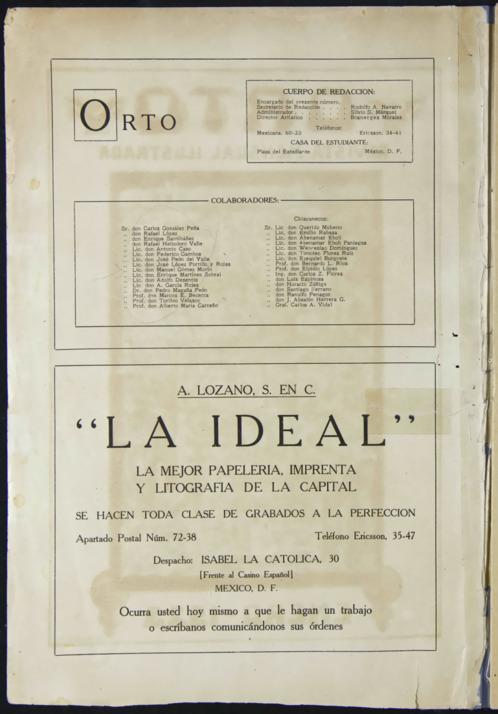 ORTO
CUERPO DE REDACCION:
Encargado del presente número,
Secretario de Redacción . . . . . Rodolfo A. Navarro
Administrador . . . . . . Silvio S. Márquez
Director Artístico . . . . . Boanerges Morales
Teléfonos:
Mexicana, 60-22 Ericsson, 34-61
CASA DEL ESTUDIANTE:
Plaza del Estudiante México, D. F.
COLABORADORES:
Sr. don Carlos González Peña
„ don Rafael López
„ don Enrique Santibáñez
„ don Rafael Heliodoro Valle
„ Lic. don Antonio Caso
„ Lic. don Federico Gamboa
„ Lic. don José Peón del Valle
„ Lic. don José López Portillo y Rojas
„ Lic. don Manuel Gómez Morín
„ Lic. don Enrique Martínez Sobral
„ Lic. don Adolfo Desentis
„ Lic. don A. García Rojas
„ Dr. don Pedro Magaña Peón
„ Prof. don Marcos E. Becerra
„ Prof. don Toribio Velasco
„ Prof. don Alberto María Carreño
Chiapanecos:
Sr. Lic. don Querido Moheno
„ Lic. don Emilio Rabasa
„ Lic. don Abenamar Eboli
„ Lic. don Abenamar Eboli Paniagua
„ Lic. don Wenceslao Domínguez
„ Lic. don Timoteo Flores Ruiz
„ Lic. don Ezequiel Burguete
„ Prof. don Bernardo L. Ríos
„ Prof. don Elpidio López
„ Ing. don Carlos Z. Flores
„ don Luis Espinosa
„ don Horacio Zúñiga
„ don Santiago Serrano
„ don Ranulfo Penagos
„ don J. Absalón Herrera G.
„ Gral. Carlos A. Vidal
A. LOZANO, S. EN C.
“LA IDEAL”
LA MEJOR PAPELERIA, IMPRENTA
Y LITOGRAFIA DE LA CAPITAL
SE HACEN TODA CLASE DE GRABADOS A LA PERFECCION
Apartado Postal Núm. 72-38 Teléfono Ericsson, 35-47
Despacho: ISABEL LA CATOLICA, 30
[Frente al Casino Español]
MEXICO, D. F.
Ocurra usted hoy mismo a que le hagan un trabajo
o escríbanos comunicándonos sus órdenes